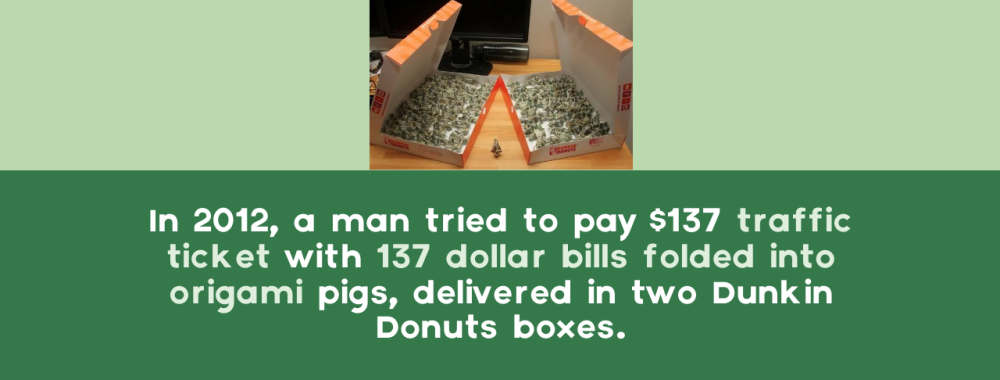 In 2012, a man tried to pay $137 traffic
ticket with 137 dollar bills folded into
origami pigs, delivered in two Dunkin
Donuts boxes.